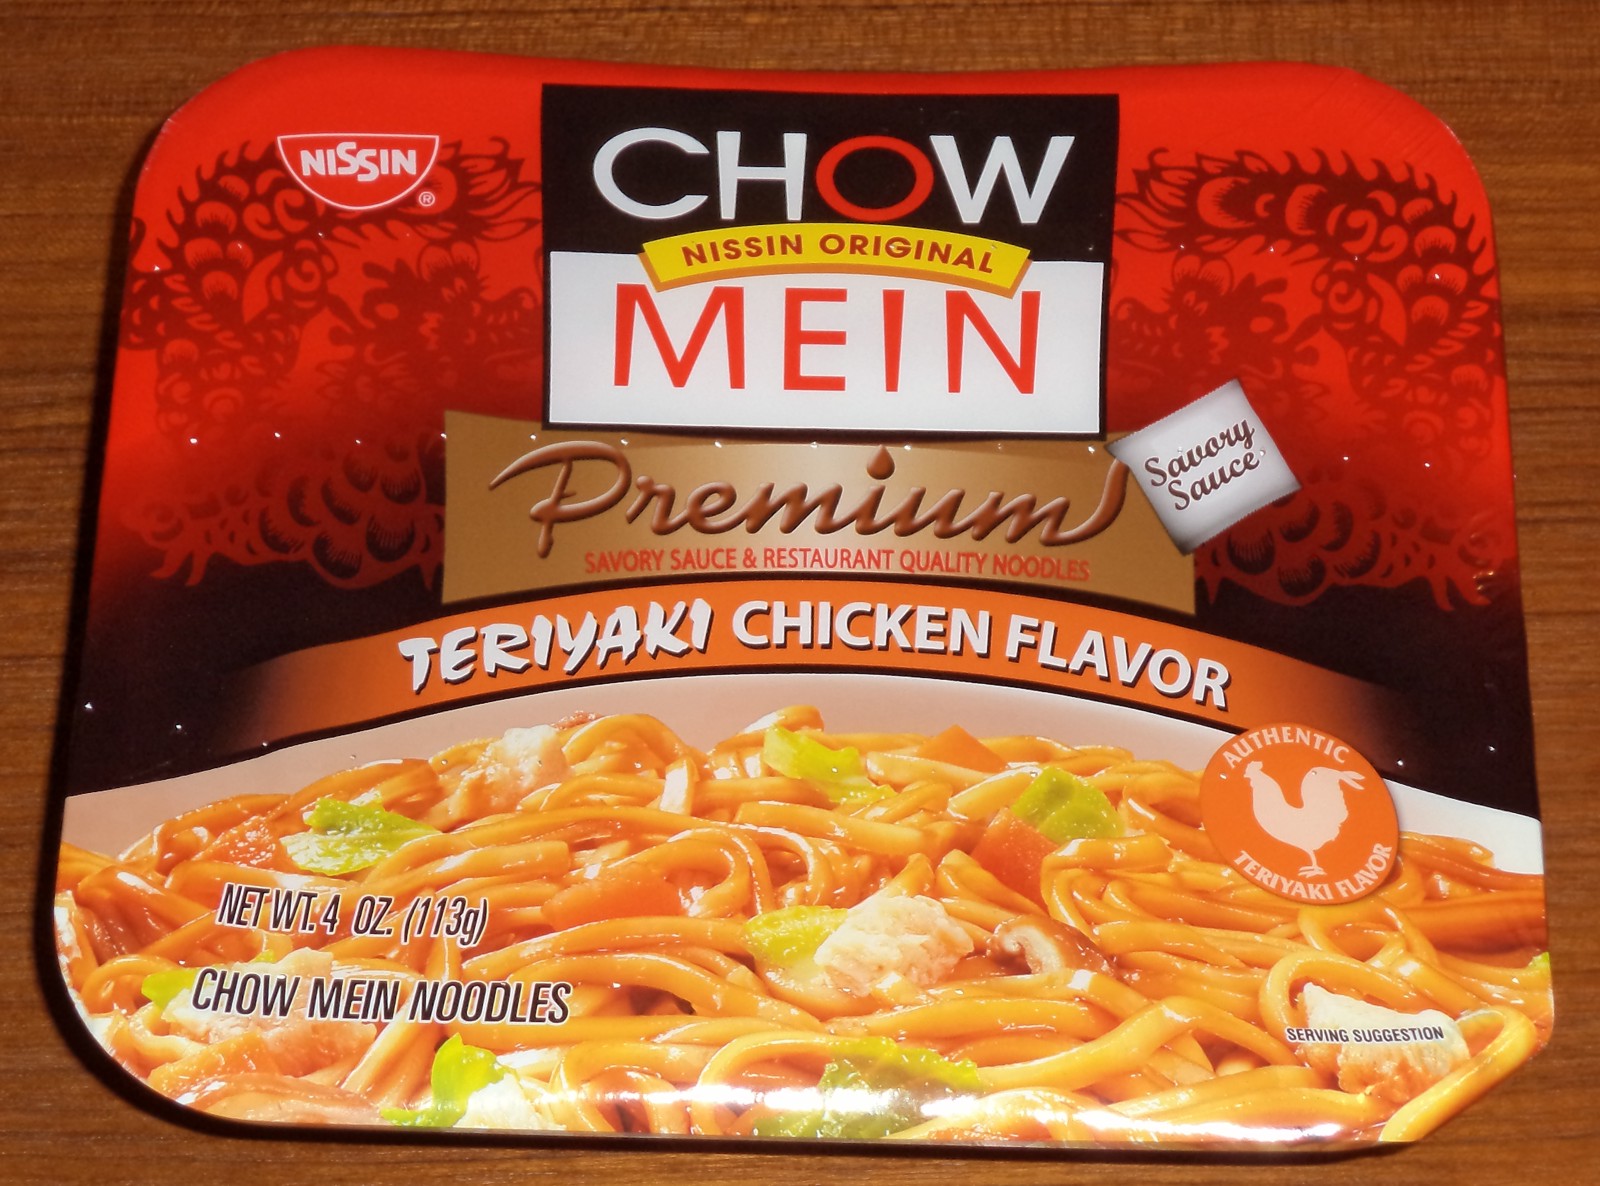 NISSIN
®
CHOW
NISSIN ORIGINAL
MEIN
Premium
SAVORY SAUCE & RESTAURANT QUALITY NOODLES
Savory
Sauce
TERIYAKI CHICKEN FLAVOR
AUTHENTIC
TERIYAKI FLAVOR
NET WT. 4 OZ. (113g)
CHOW MEIN NOODLES
SERVING SUGGESTION